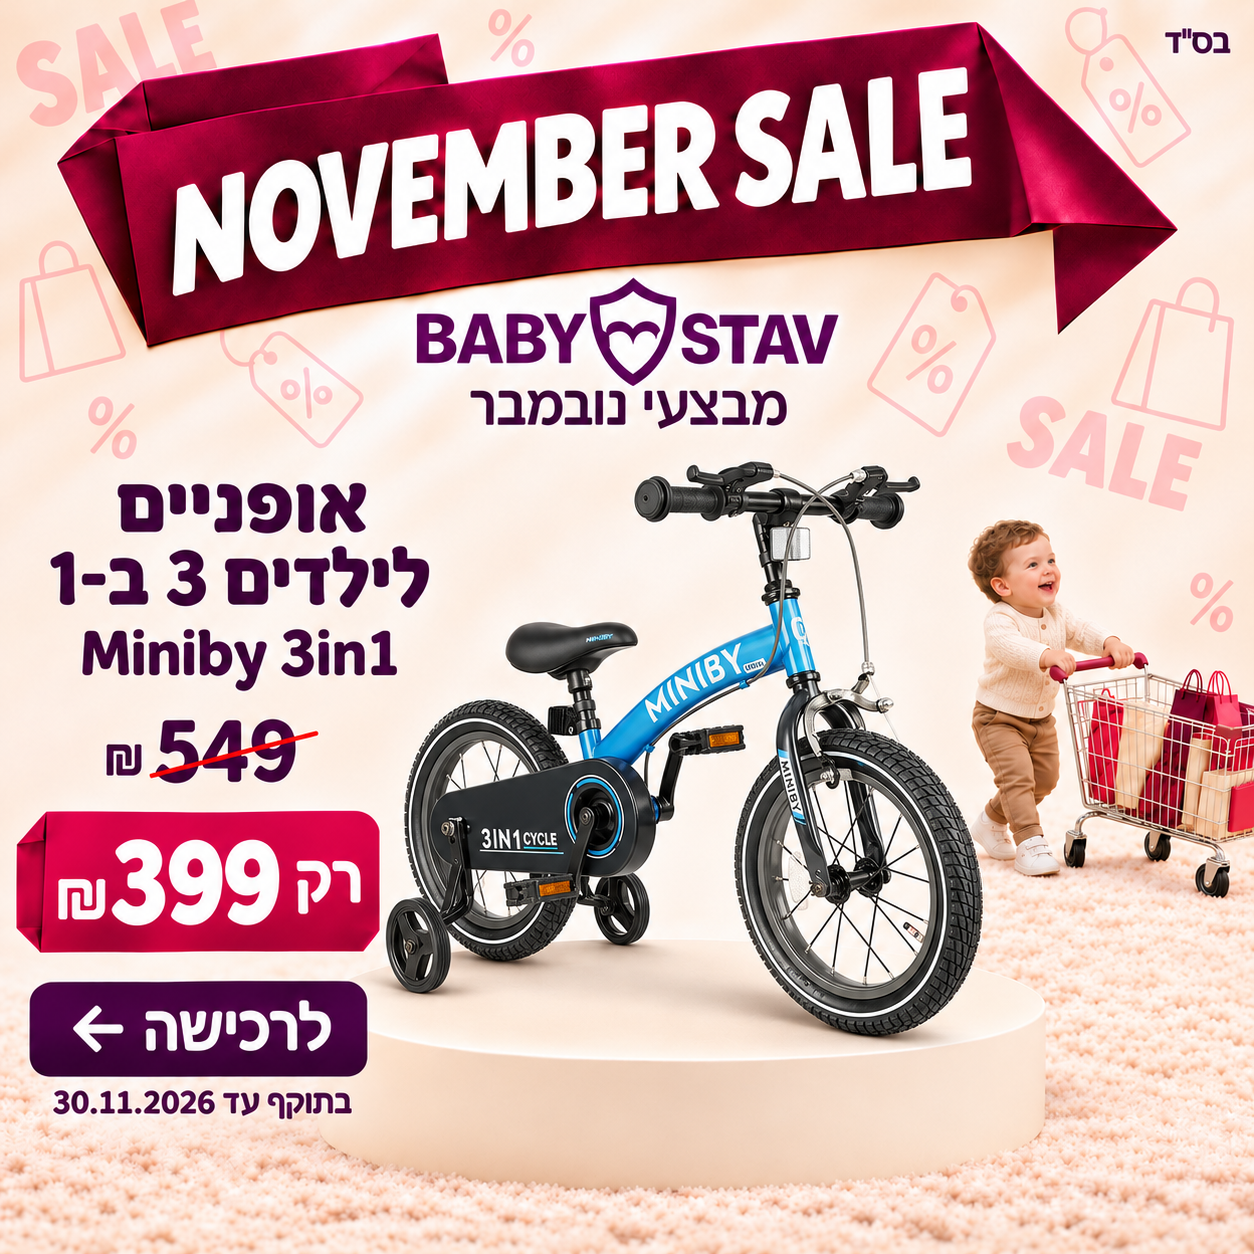 בס"ד
SALE
%
%
NOVEMBER SALE
BABY STAV
מבצעי נובמבר
%
%
%
SALE
%
אופניים
לילדים 3 ב-1
Miniby 3in1
549 ₪
רק 399 ₪
לרכישה ←
בתוקף עד 30.11.2026
MINIBY
MINIBY
3IN1 CYCLE